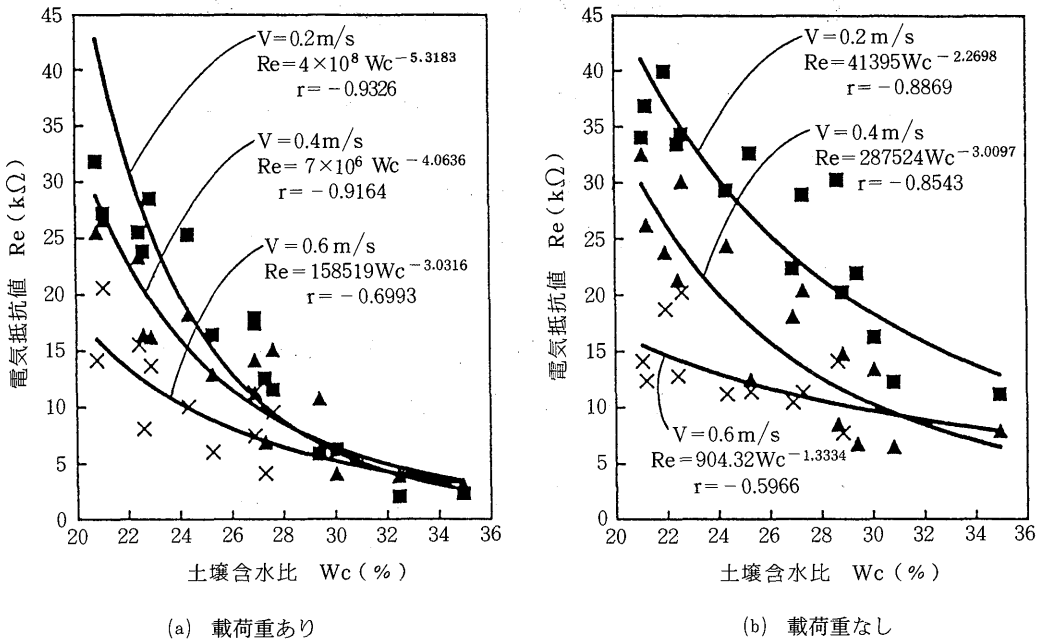 電気抵抗値 Re(kΩ)
45
40
35
30
25
20
15
10
5
0
20 22 24 26 28 30 32 34 36
土壌含水比 Wc(%)
V=0.2m/s
Re=4×10⁸ Wc⁻⁵·³¹⁸³
r=-0.9326
V=0.4m/s
Re=7×10⁶ Wc⁻⁴·⁰⁶³⁶
r=-0.9164
V=0.6m/s
Re=158519Wc⁻³·⁰³¹⁶
r=-0.6993
(a) 載荷重あり
電気抵抗値 Re(kΩ)
45
40
35
30
25
20
15
10
5
0
20 22 24 26 28 30 32 34 36
土壌含水比 Wc(%)
V=0.2m/s
Re=41395Wc⁻²·²⁶⁹⁸
r=-0.8869
V=0.4m/s
Re=287524Wc⁻³·⁰⁰⁹⁷
r=-0.8543
V=0.6m/s
Re=904.32Wc⁻¹·³³³⁴
r=-0.5966
(b) 載荷重なし